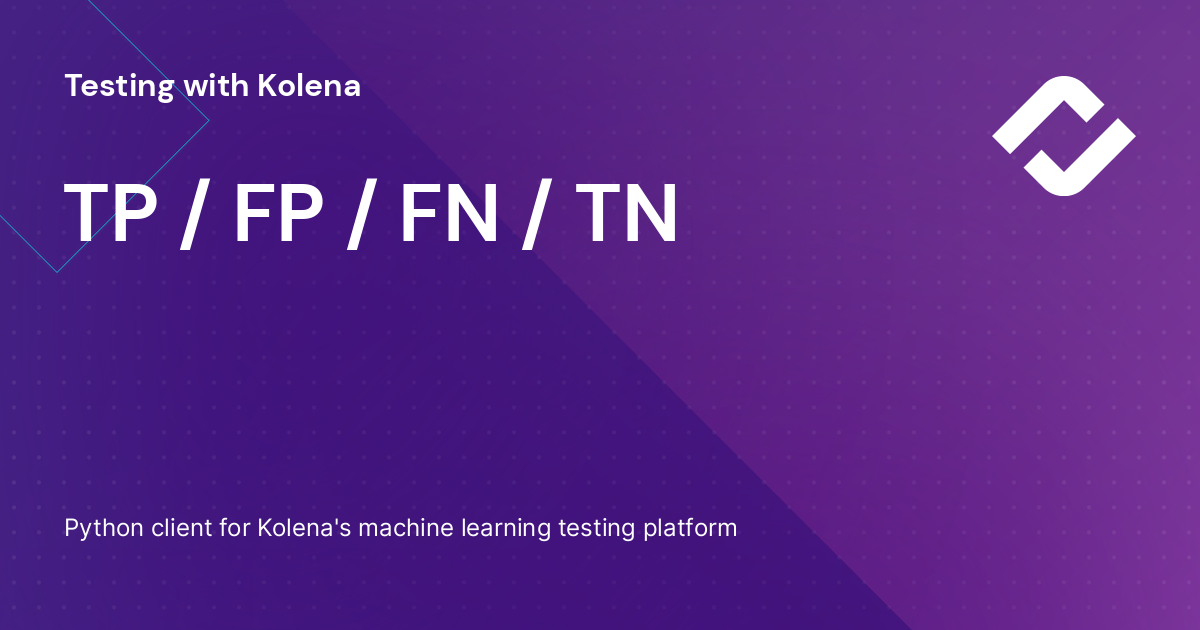 Testing with Kolena
TP / FP / FN / TN
Python client for Kolena's machine learning testing platform